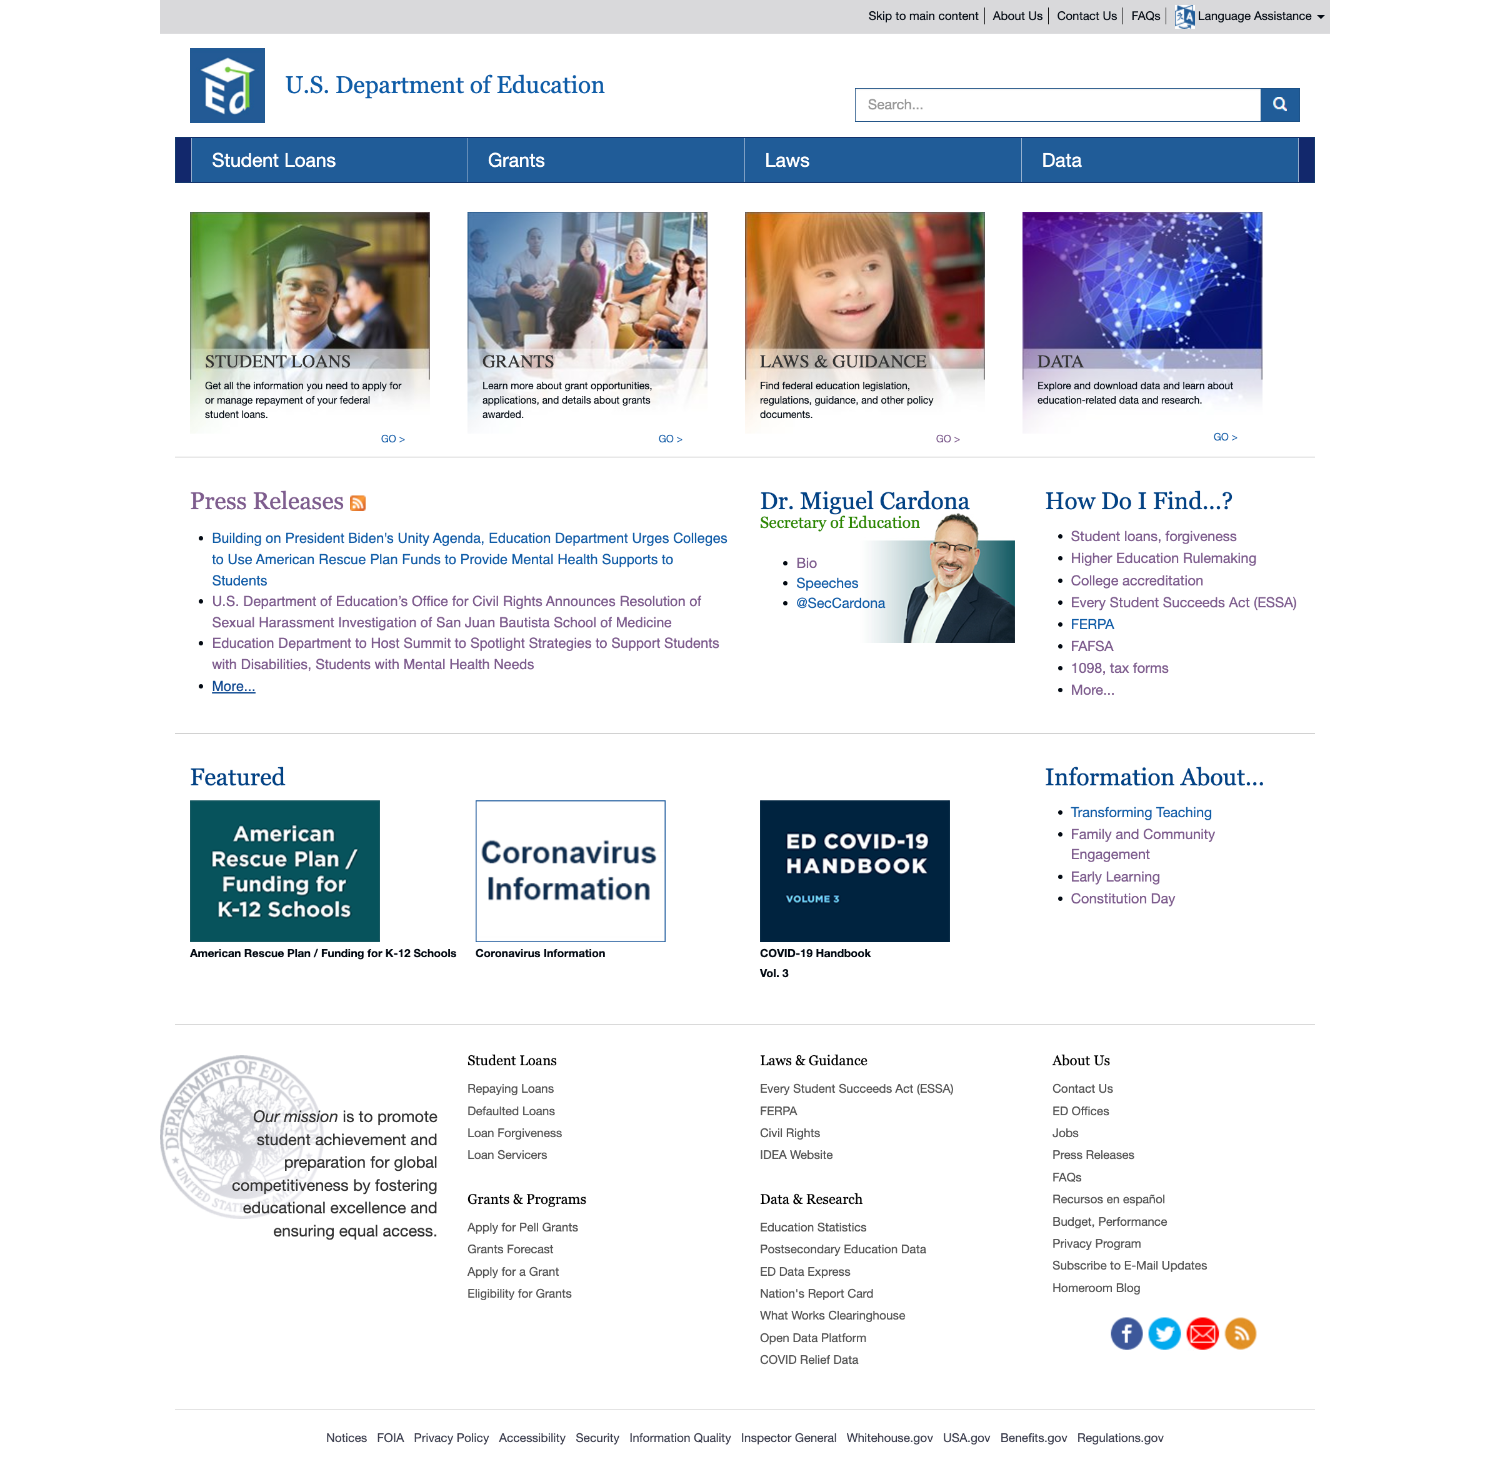 Skip to main content
About Us
Contact Us
FAQs
Language Assistance
Ed
U.S. Department of Education
Search...
Student Loans
Grants
Laws
Data
STUDENT LOANS
Get all the information you need to apply for
or manage repayment of your federal
student loans.
GO >
GRANTS
Learn more about grant opportunities,
applications, and details about grants
awarded.
GO >
LAWS & GUIDANCE
Find federal education legislation,
regulations, guidance, and other policy
documents.
GO >
DATA
Explore and download data and learn about
education-related data and research.
GO >
Press Releases
Building on President Biden's Unity Agenda, Education Department Urges Colleges
to Use American Rescue Plan Funds to Provide Mental Health Supports to
Students
U.S. Department of Education’s Office for Civil Rights Announces Resolution of
Sexual Harassment Investigation of San Juan Bautista School of Medicine
Education Department to Host Summit to Spotlight Strategies to Support Students
with Disabilities, Students with Mental Health Needs
More...
Dr. Miguel Cardona
Secretary of Education
Bio
Speeches
@SecCardona
How Do I Find...?
Student loans, forgiveness
Higher Education Rulemaking
College accreditation
Every Student Succeeds Act (ESSA)
FERPA
FAFSA
1098, tax forms
More...
Featured
American
Rescue Plan /
Funding for
K-12 Schools
American Rescue Plan / Funding for K-12 Schools
Coronavirus
Information
Coronavirus Information
ED COVID-19
HANDBOOK
VOLUME 3
COVID-19 Handbook
Vol. 3
Information About...
Transforming Teaching
Family and Community
Engagement
Early Learning
Constitution Day
DEPARTMENT OF EDUCATION
UNITED STATES
Our mission is to promote
student achievement and
preparation for global
competitiveness by fostering
educational excellence and
ensuring equal access.
Student Loans
Repaying Loans
Defaulted Loans
Loan Forgiveness
Loan Servicers
Grants & Programs
Apply for Pell Grants
Grants Forecast
Apply for a Grant
Eligibility for Grants
Laws & Guidance
Every Student Succeeds Act (ESSA)
FERPA
Civil Rights
IDEA Website
Data & Research
Education Statistics
Postsecondary Education Data
ED Data Express
Nation's Report Card
What Works Clearinghouse
Open Data Platform
COVID Relief Data
About Us
Contact Us
ED Offices
Jobs
Press Releases
FAQs
Recursos en español
Budget, Performance
Privacy Program
Subscribe to E-Mail Updates
Homeroom Blog
Notices FOIA Privacy Policy Accessibility Security Information Quality Inspector General Whitehouse.gov USA.gov Benefits.gov Regulations.gov